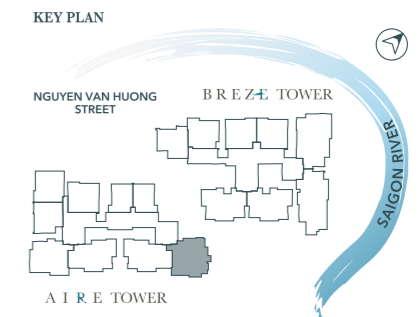 KEY PLAN
NGUYEN VAN HUONG
STREET
BREZE TOWER
SAIGON RIVER
AIRE TOWER